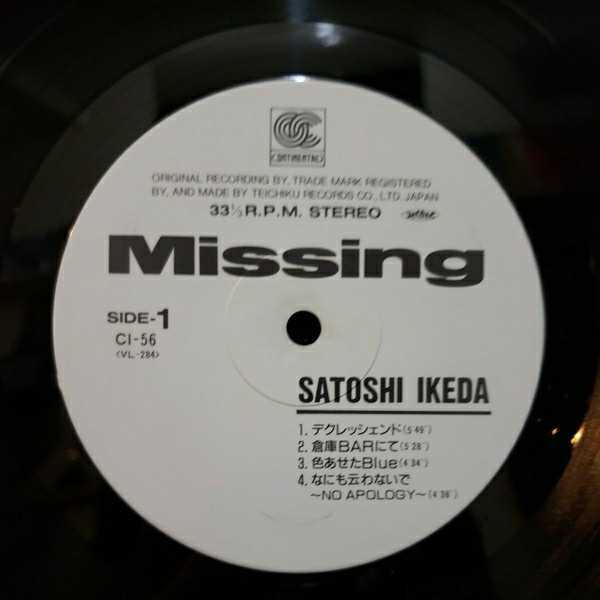 CONTINENTAL
ORIGINAL RECORDING BY, TRADE MARK REGISTERED
BY, AND MADE BY TEICHIKU RECORDS CO., LTD. JAPAN
33⅓ R.P.M. STEREO
Missing
SIDE-1
CI-56
<VL-284>
SATOSHI IKEDA
1. デクレッシェンド(5'49")
2. 倉庫BARにて(5'28")
3. 色あせたBlue(4'34")
4. なにも云わないで
~NO APOLOGY~(4'36")